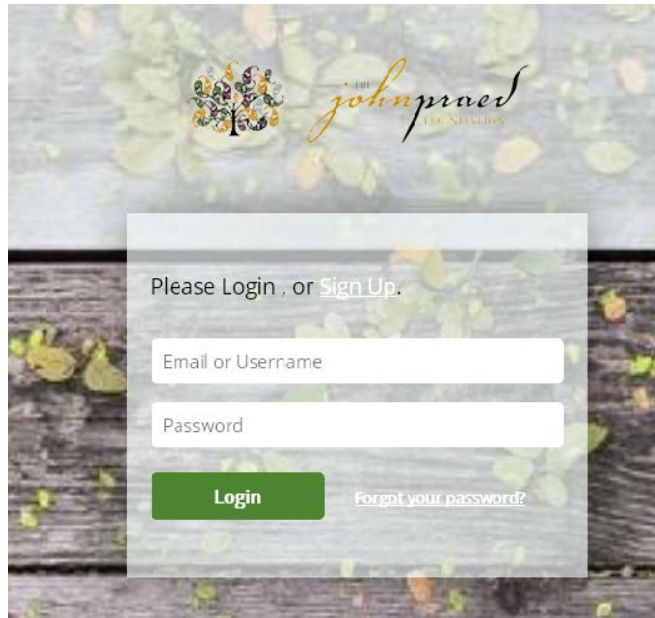 THE
johnpraed
FOUNDATION
Please Login , or Sign Up.
Email or Username
Password
Login
Forgot your password?